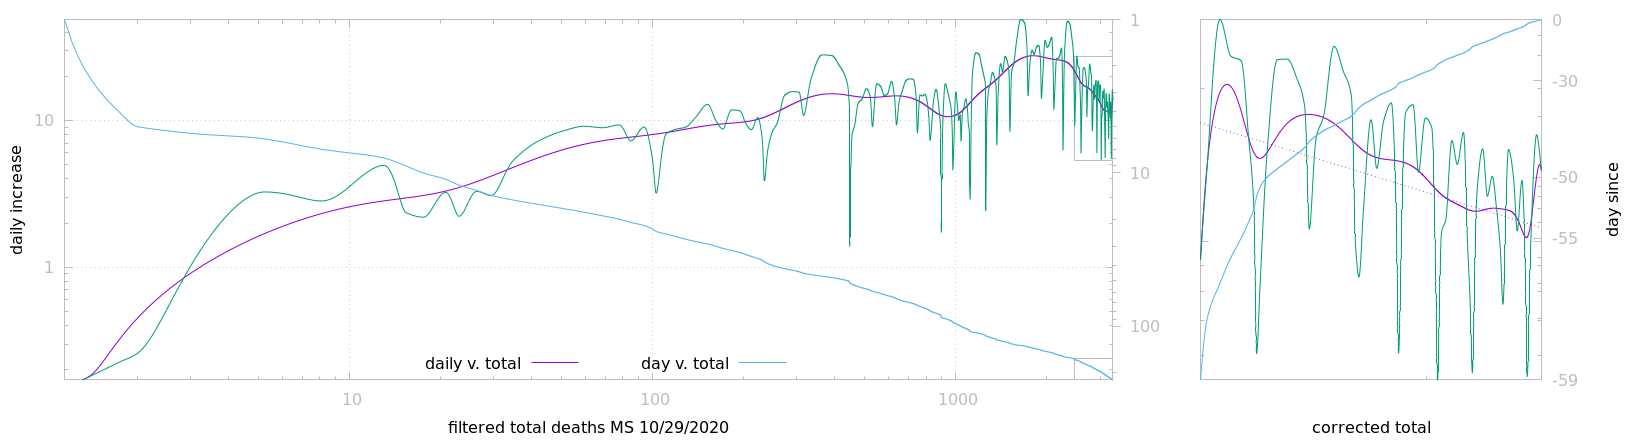 daily increase
10
1
daily v. total
day v. total
10
100
1000
filtered total deaths MS 10/29/2020
1
10
100
0
-30
-50
-55
-59
day since
corrected total